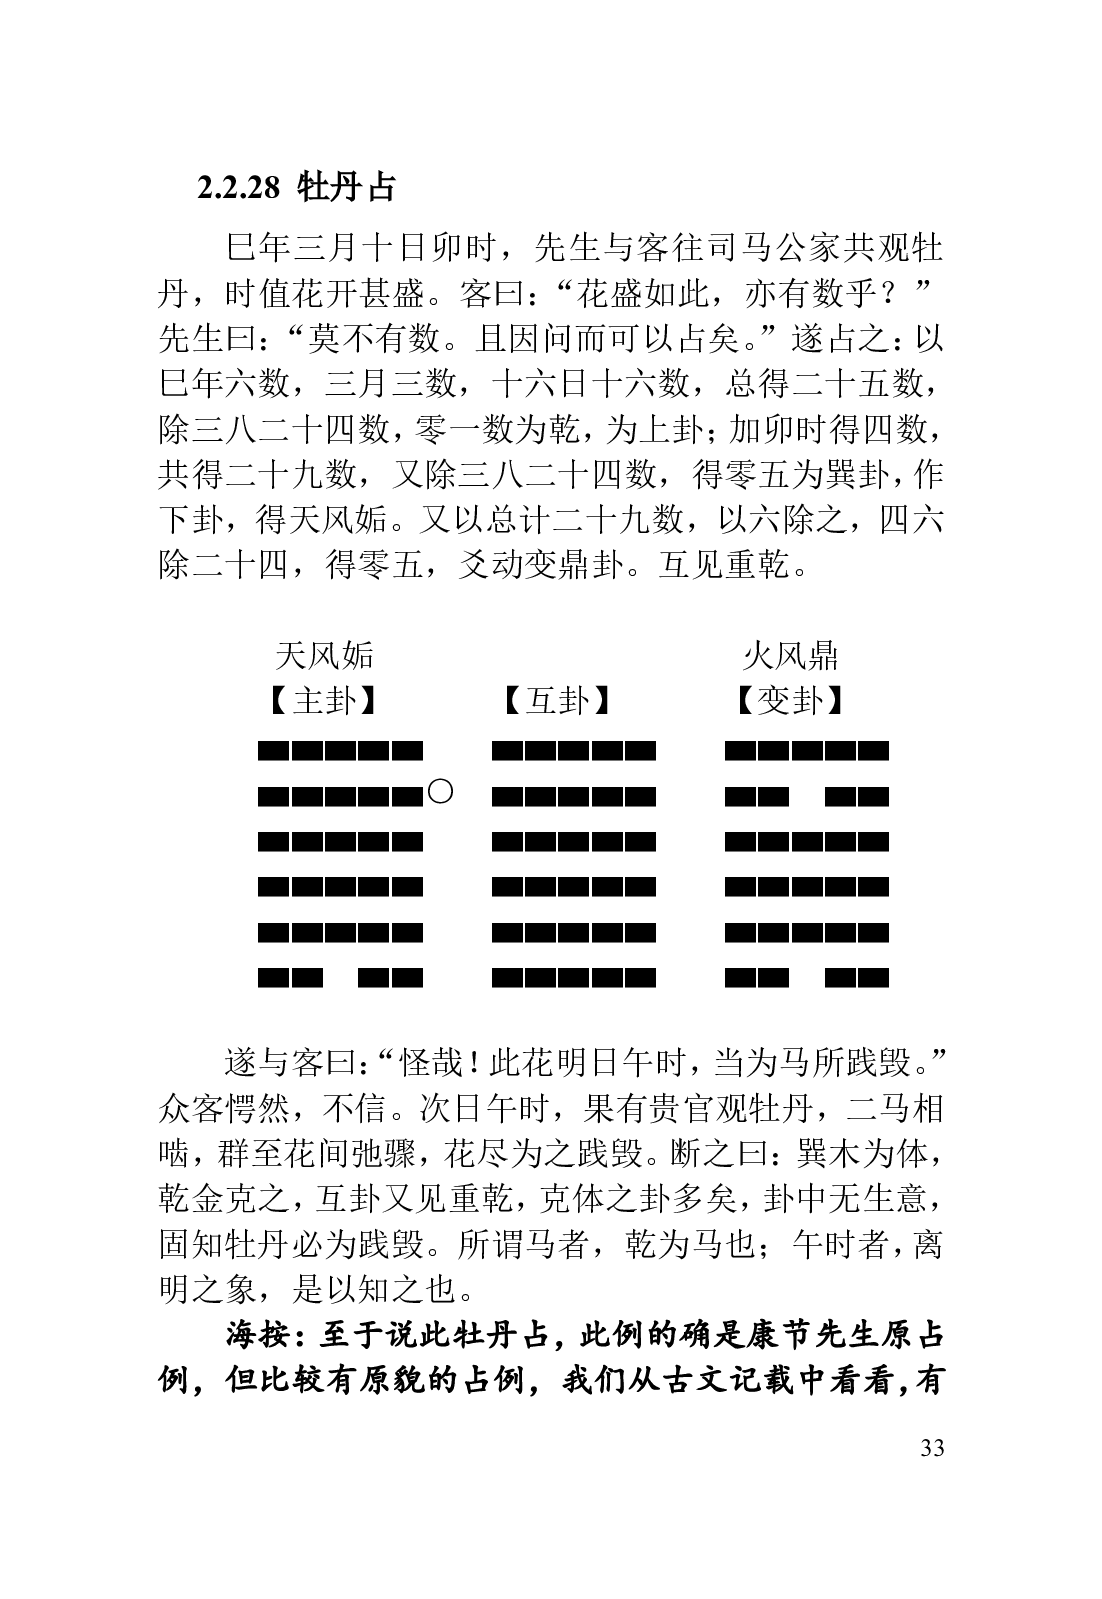 2.2.28 牡丹占
巳年三月十日卯时，先生与客往司马公家共观牡
丹，时值花开甚盛。客曰：“花盛如此，亦有数乎？”
先生曰：“莫不有数。且因问而可以占矣。”遂占之：以
巳年六数，三月三数，十六日十六数，总得二十五数，
除三八二十四数，零一数为乾，为上卦；加卯时得四数，
共得二十九数，又除三八二十四数，得零五为巽卦，作
下卦，得天风姤。又以总计二十九数，以六除之，四六
除二十四，得零五，爻动变鼎卦。互见重乾。
天风姤 火风鼎
【主卦】 【互卦】 【变卦】
遂与客曰：“怪哉！此花明日午时，当为马所践毁。”
众客愕然，不信。次日午时，果有贵官观牡丹，二马相
啮，群至花间弛骤，花尽为之践毁。断之曰：巽木为体，
乾金克之，互卦又见重乾，克体之卦多矣，卦中无生意，
固知牡丹必为践毁。所谓马者，乾为马也；午时者，离
明之象，是以知之也。
海按：至于说此牡丹占，此例的确是康节先生原占
例，但比较有原貌的占例，我们从古文记载中看看，有
33